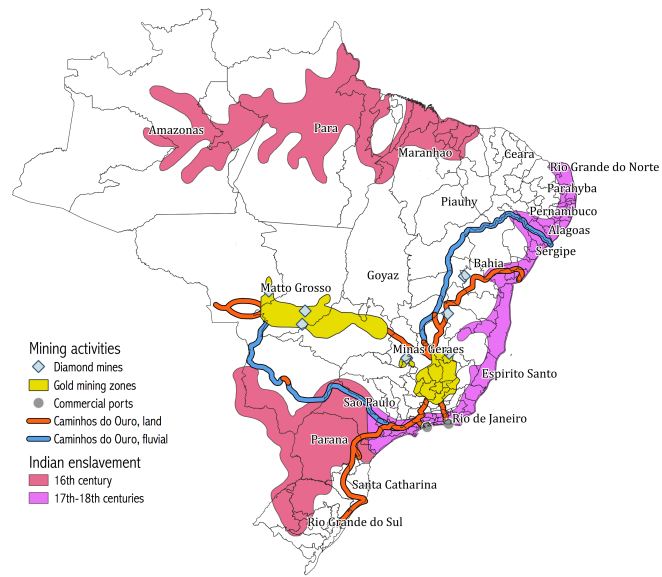 Amazonas
Para
Maranhao
Ceara
Rio Grande do Norte
Parahyba
Piauhy
Pernambuco
Alagoas
Sergipe
Bahia
Goyaz
Matto Grosso
Minas Geraes
Espirito Santo
Sao Paulo
Rio de Janeiro
Parana
Santa Catharina
Rio Grande do Sul
Mining activities
Diamond mines
Gold mining zones
Commercial ports
Caminhos do Ouro, land
Caminhos do Ouro, fluvial
Indian enslavement
16th century
17th-18th centuries